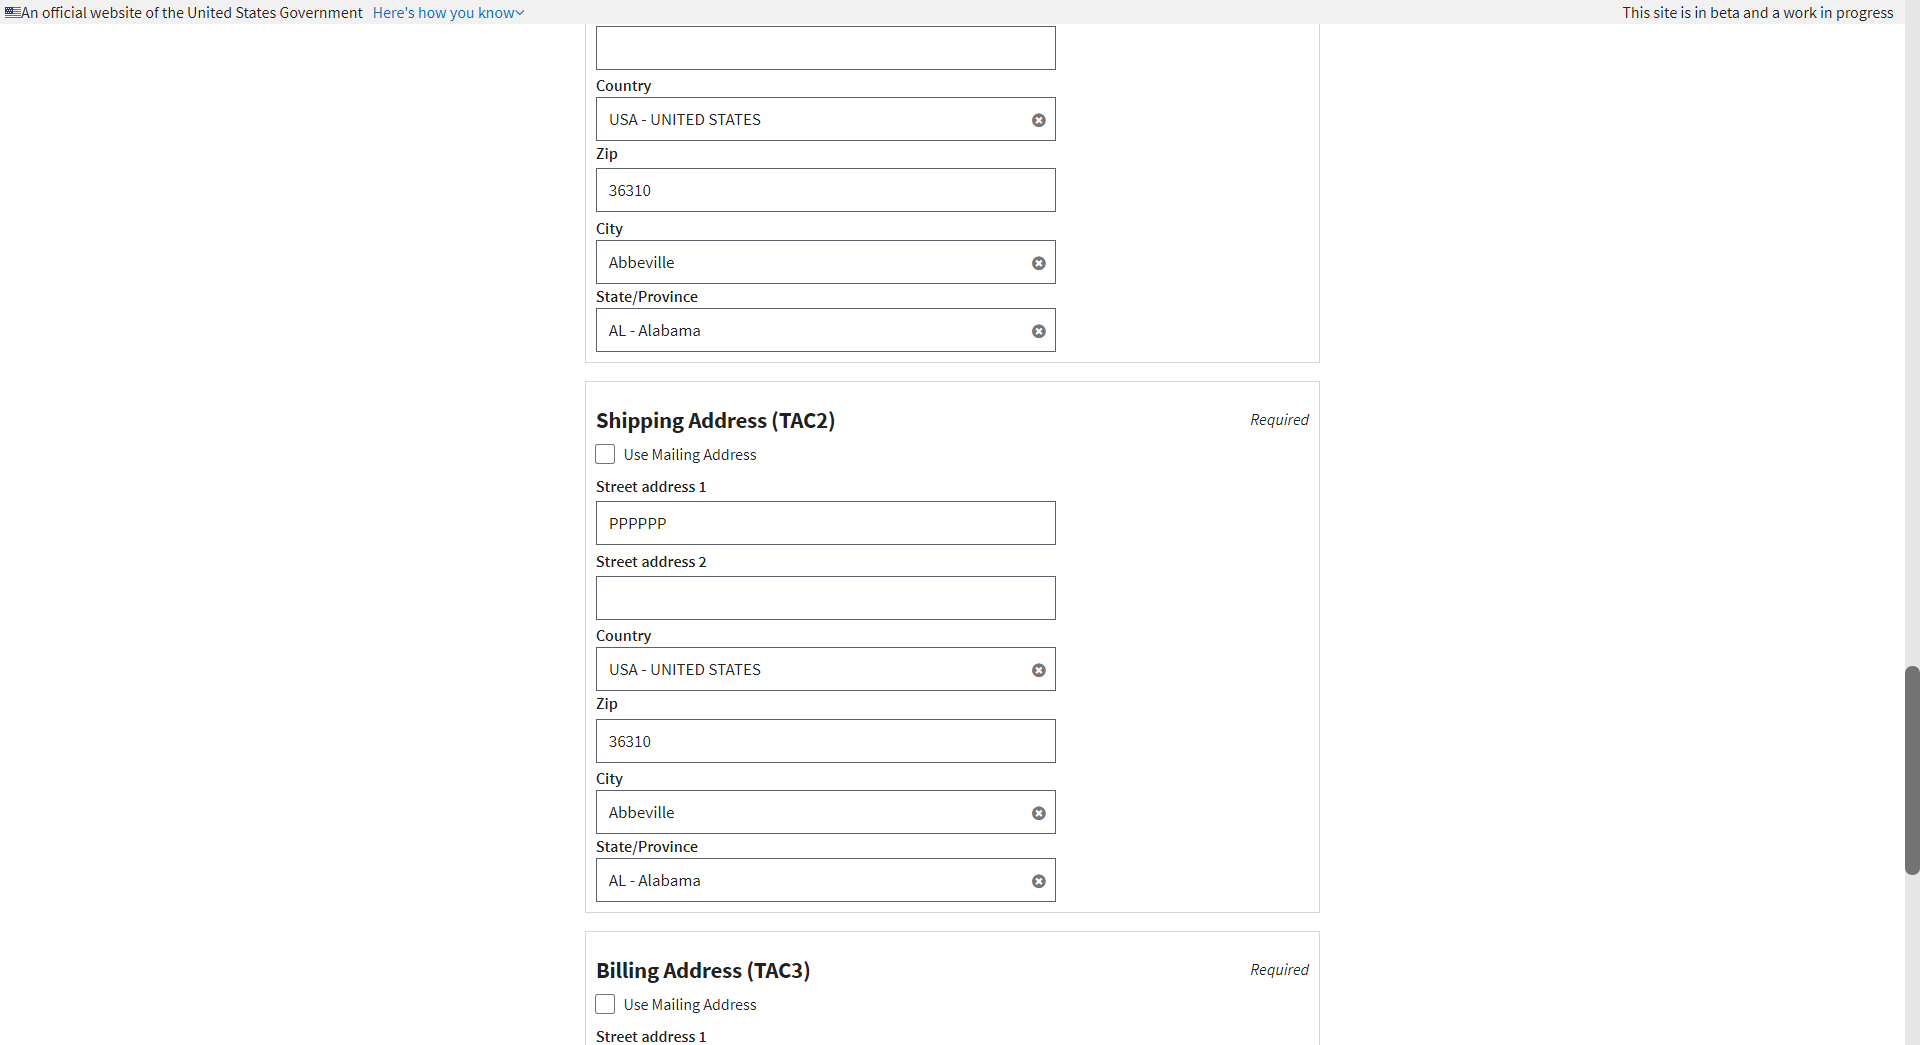 An official website of the United States Government Here's how you know
This site is in beta and a work in progress
Country
USA - UNITED STATES
Zip
36310
City
Abbeville
State/Province
AL - Alabama
Shipping Address (TAC2)
Required
Use Mailing Address
Street address 1
PPPPPP
Street address 2
Country
USA - UNITED STATES
Zip
36310
City
Abbeville
State/Province
AL - Alabama
Billing Address (TAC3)
Required
Use Mailing Address
Street address 1